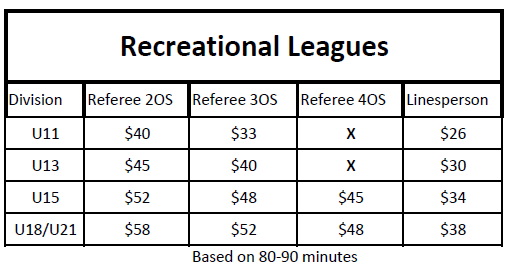 Recreational Leagues
Division Referee 2OS Referee 3OS Referee 4OS Linesperson
U11 $40 $33 X $26
U13 $45 $40 X $30
U15 $52 $48 $45 $34
U18/U21 $58 $52 $48 $38
Based on 80-90 minutes